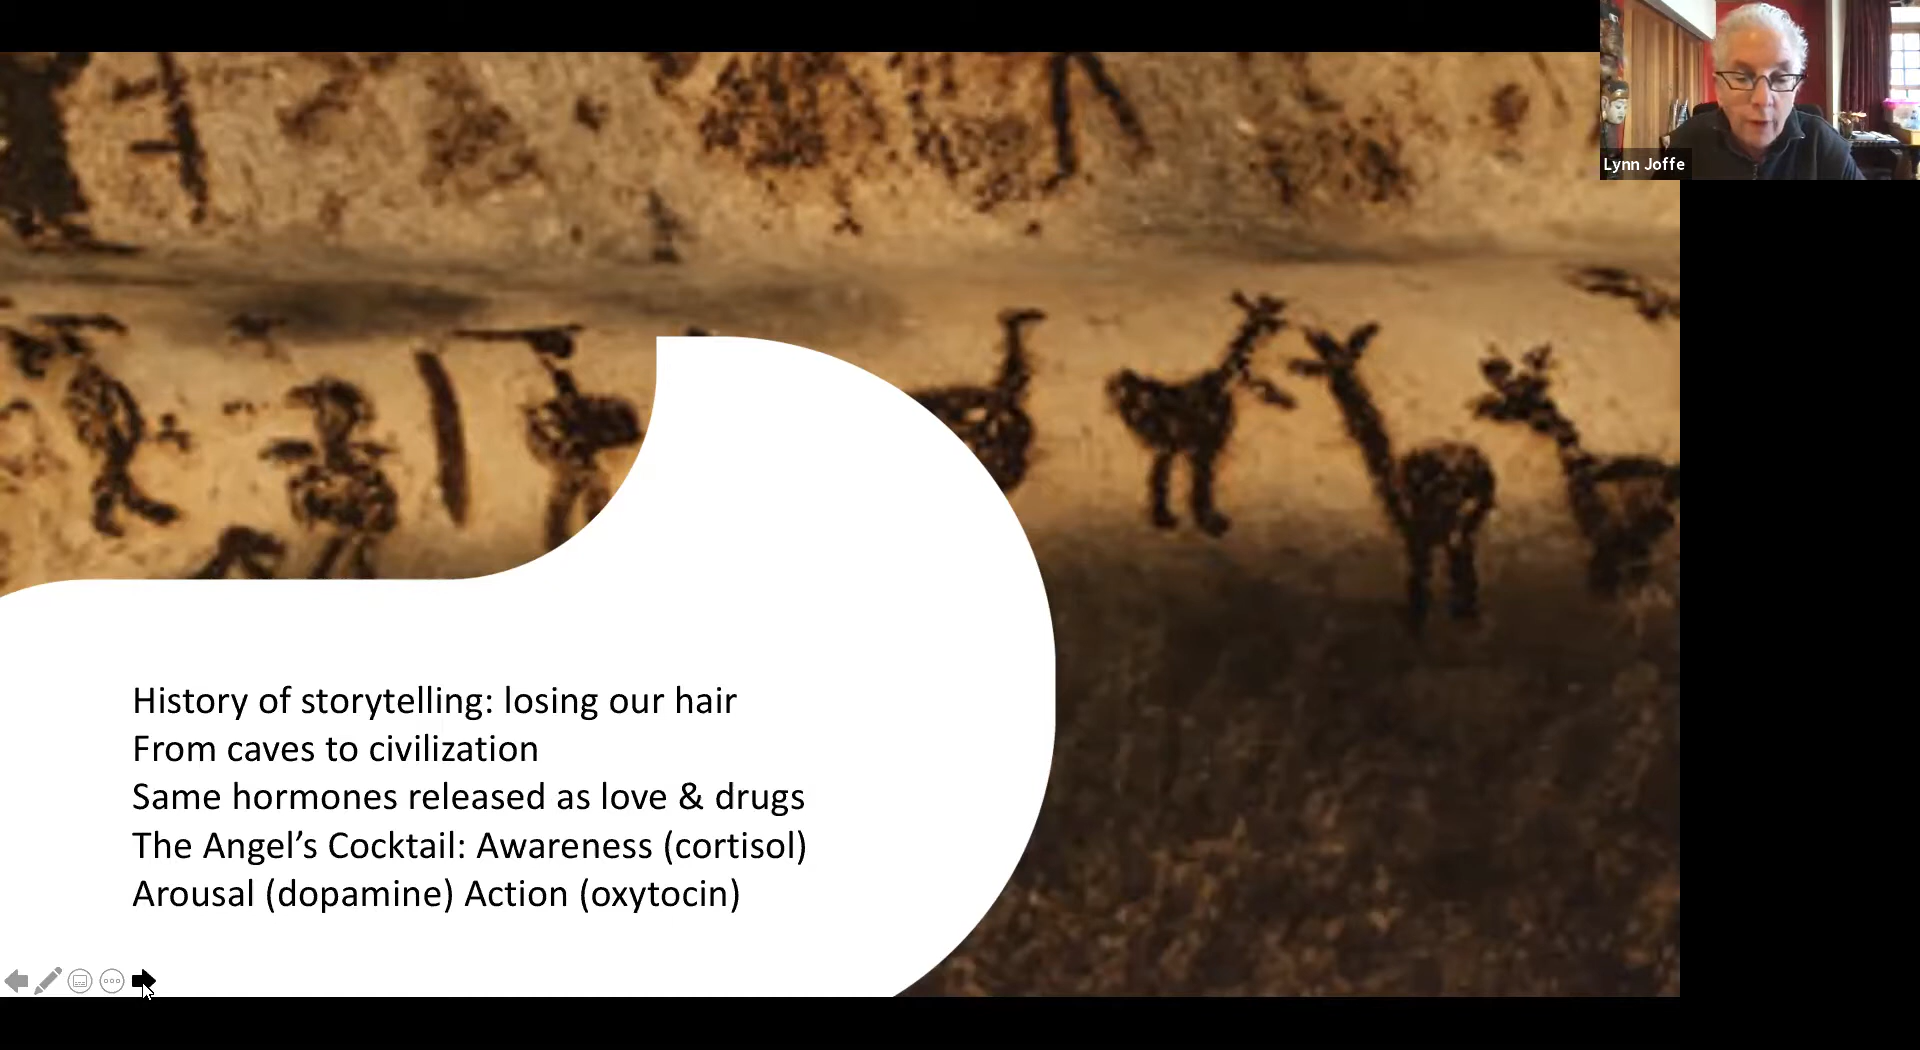 Lynn Joffe
History of storytelling: losing our hair
From caves to civilization
Same hormones released as love & drugs
The Angel’s Cocktail: Awareness (cortisol)
Arousal (dopamine) Action (oxytocin)